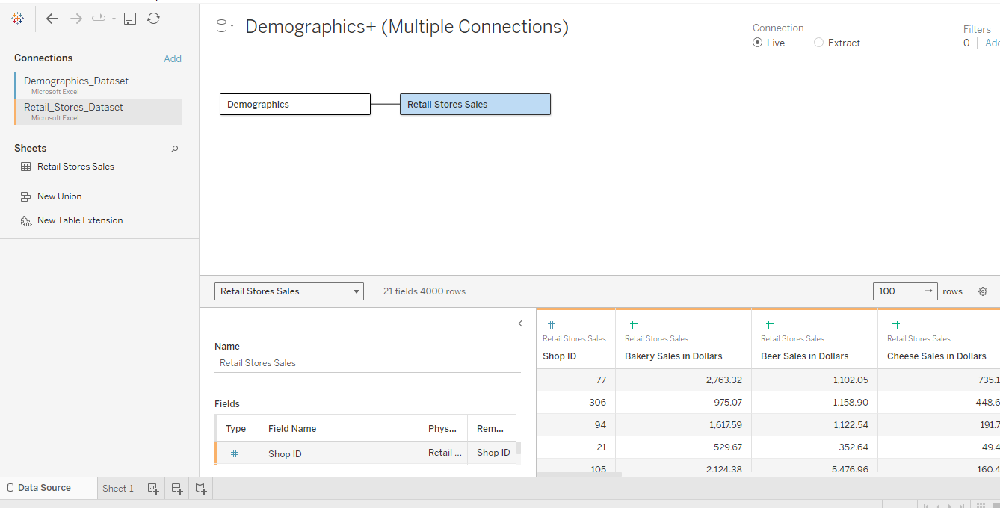 Demographics+ (Multiple Connections)
Connection
Live
Extract
Filters
0
Connections
Add
Demographics_Dataset
Microsoft Excel
Retail_Stores_Dataset
Microsoft Excel
Sheets
Retail Stores Sales
New Union
New Table Extension
Demographics
Retail Stores Sales
Retail Stores Sales
21 fields 4000 rows
100
rows
Name
Retail Stores Sales
Fields
Type Field Name Phys... Rem...
# Shop ID Retail ... Shop ID
# # # #
Retail Stores Sales Retail Stores Sales Retail Stores Sales Retail Stores Sales
Shop ID Bakery Sales in Dollars Beer Sales in Dollars Cheese Sales in Dollars
77 2,763.32 1,102.05 735.1
306 975.07 1,158.90 448.6
94 1,617.59 1,122.54 191.7
21 529.67 352.64 49.4
105 2,124.38 5,476.96 160.4
Data Source
Sheet 1